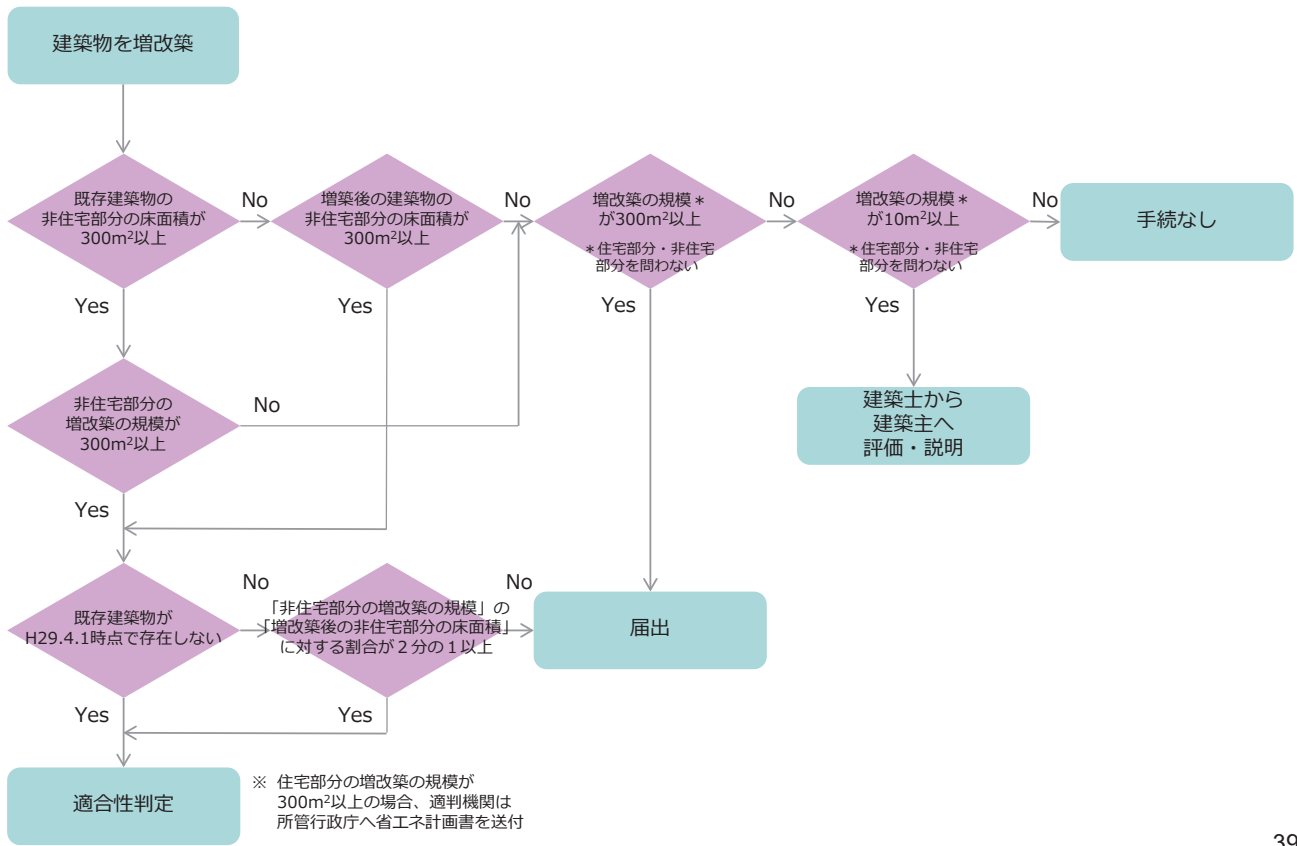 建築物を増改築
既存建築物の
非住宅部分の床面積が
300m²以上
No
増築後の建築物の
非住宅部分の床面積が
300m²以上
No
増改築の規模＊
が300m²以上
＊住宅部分・非住宅
部分を問わない
No
増改築の規模＊
が10m²以上
＊住宅部分・非住宅
部分を問わない
No
手続なし
Yes
Yes
Yes
Yes
非住宅部分の
増改築の規模が
300m²以上
No
建築士から
建築主へ
評価・説明
Yes
既存建築物が
H29.4.1時点で存在しない
No
「非住宅部分の増改築の規模」の
「増改築後の非住宅部分の床面積」
に対する割合が２分の１以上
No
届出
Yes
Yes
適合性判定
※ 住宅部分の増改築の規模が
300m²以上の場合、適判機関は
所管行政庁へ省エネ計画書を送付
39